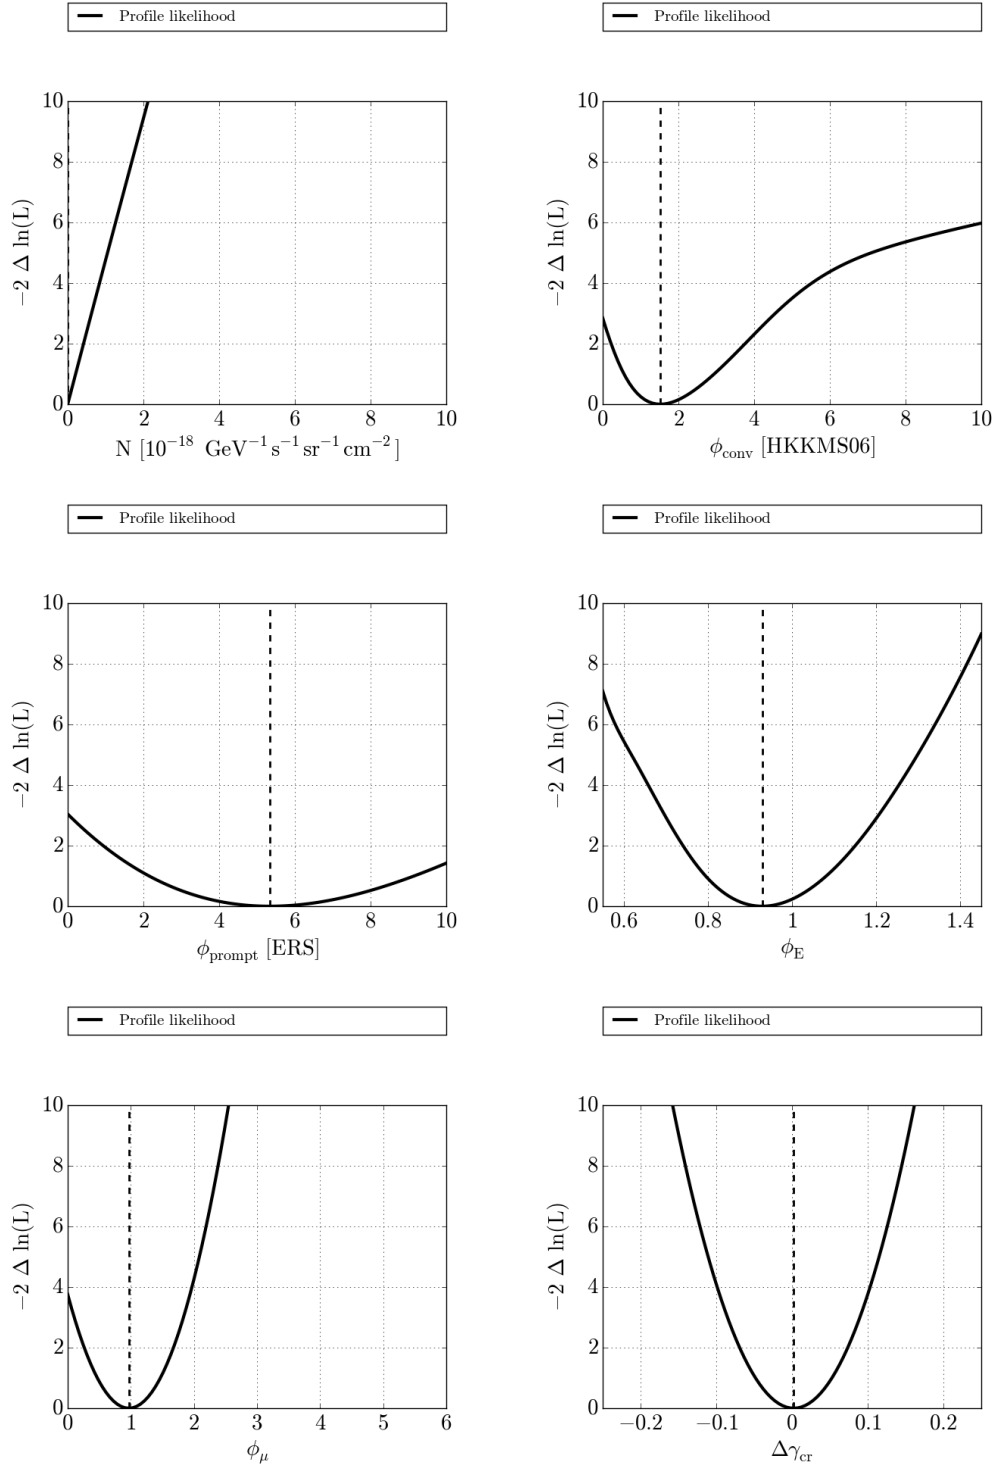 Profile likelihood
10
8
6
4
2
0
−2 Δ ln(L)
0 2 4 6 8 10
N [10⁻¹⁸ GeV⁻¹ s⁻¹ sr⁻¹ cm⁻²]
Profile likelihood
10
8
6
4
2
0
−2 Δ ln(L)
0 2 4 6 8 10
ϕ_conv [HKKMS06]
Profile likelihood
10
8
6
4
2
0
−2 Δ ln(L)
0 2 4 6 8 10
ϕ_prompt [ERS]
Profile likelihood
10
8
6
4
2
0
−2 Δ ln(L)
0.6 0.8 1 1.2 1.4
ϕ_E
Profile likelihood
10
8
6
4
2
0
−2 Δ ln(L)
0 1 2 3 4 5 6
ϕ_μ
Profile likelihood
10
8
6
4
2
0
−2 Δ ln(L)
−0.2 −0.1 0 0.1 0.2
Δγ_cr